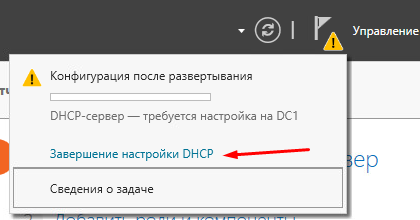 Управление
Конфигурация после развертывания
DHCP-сервер — требуется настройка на DC1
Завершение настройки DHCP
Сведения о задаче